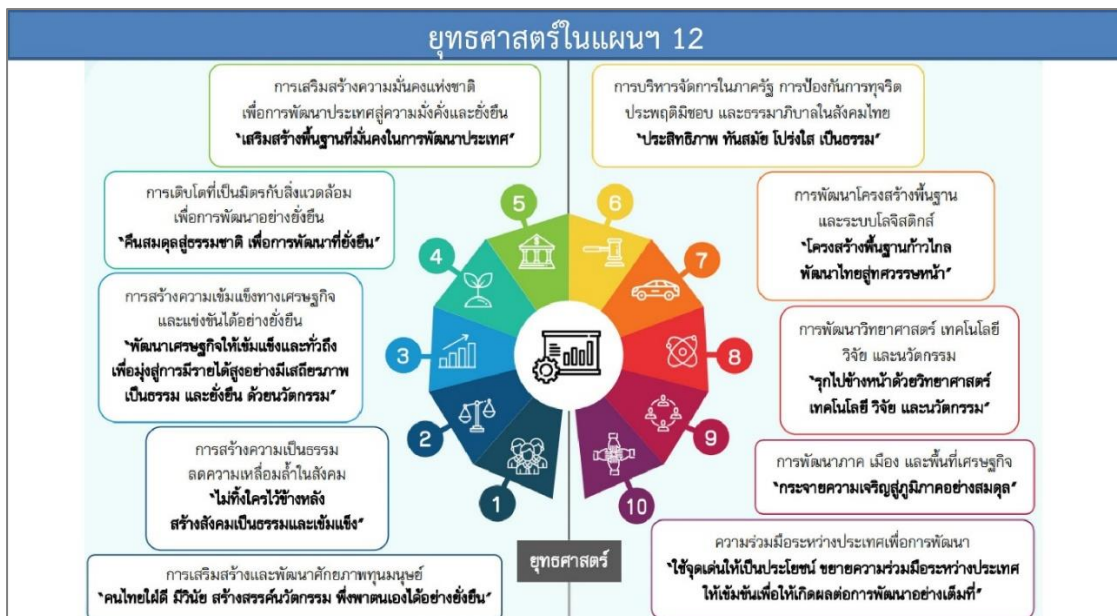 ยุทธศาสตร์ในแผนฯ 12
การเสริมสร้างความมั่นคงแห่งชาติ
เพื่อการพัฒนาประเทศสู่ความมั่งคั่งและยั่งยืน
"เสริมสร้างพื้นฐานที่มั่นคงในการพัฒนาประเทศ"
การเติบโตที่เป็นมิตรกับสิ่งแวดล้อม
เพื่อการพัฒนาอย่างยั่งยืน
"คืนสมดุลสู่ธรรมชาติ เพื่อการพัฒนาที่ยั่งยืน"
การสร้างความเข้มแข็งทางเศรษฐกิจ
และแข่งขันได้อย่างยั่งยืน
"พัฒนาเศรษฐกิจให้เข้มแข็งและทั่วถึง
เพื่อมุ่งสู่การมีรายได้สูงอย่างมีเสถียรภาพ
เป็นธรรม และยั่งยืน ด้วยนวัตกรรม"
การสร้างความเป็นธรรม
ลดความเหลื่อมล้ำในสังคม
"ไม่ทิ้งใครไว้ข้างหลัง
สร้างสังคมเป็นธรรมและเข้มแข็ง"
การเสริมสร้างและพัฒนาศักยภาพทุนมนุษย์
"คนไทยใฝ่ดี มีวินัย สร้างสรรค์นวัตกรรม พึ่งพาตนเองได้อย่างยั่งยืน"
5
4
3
2
1
6
7
8
9
10
ยุทธศาสตร์
การบริหารจัดการในภาครัฐ การป้องกันการทุจริต
ประพฤติมิชอบ และธรรมาภิบาลในสังคมไทย
"ประสิทธิภาพ ทันสมัย โปร่งใส เป็นธรรม"
การพัฒนาโครงสร้างพื้นฐาน
และระบบโลจิสติกส์
"โครงสร้างพื้นฐานก้าวไกล
พัฒนาไทยสู่ทศวรรษหน้า"
การพัฒนาวิทยาศาสตร์ เทคโนโลยี
วิจัย และนวัตกรรม
"รุกไปข้างหน้าด้วยวิทยาศาสตร์
เทคโนโลยี วิจัย และนวัตกรรม"
การพัฒนาภาค เมือง และพื้นที่เศรษฐกิจ
"กระจายความเจริญสู่ภูมิภาคอย่างสมดุล"
ความร่วมมือระหว่างประเทศเพื่อการพัฒนา
"ใช้จุดเด่นให้เป็นประโยชน์ ขยายความร่วมมือระหว่างประเทศ
ให้เข้มข้นเพื่อให้เกิดผลต่อการพัฒนาอย่างเต็มที่"